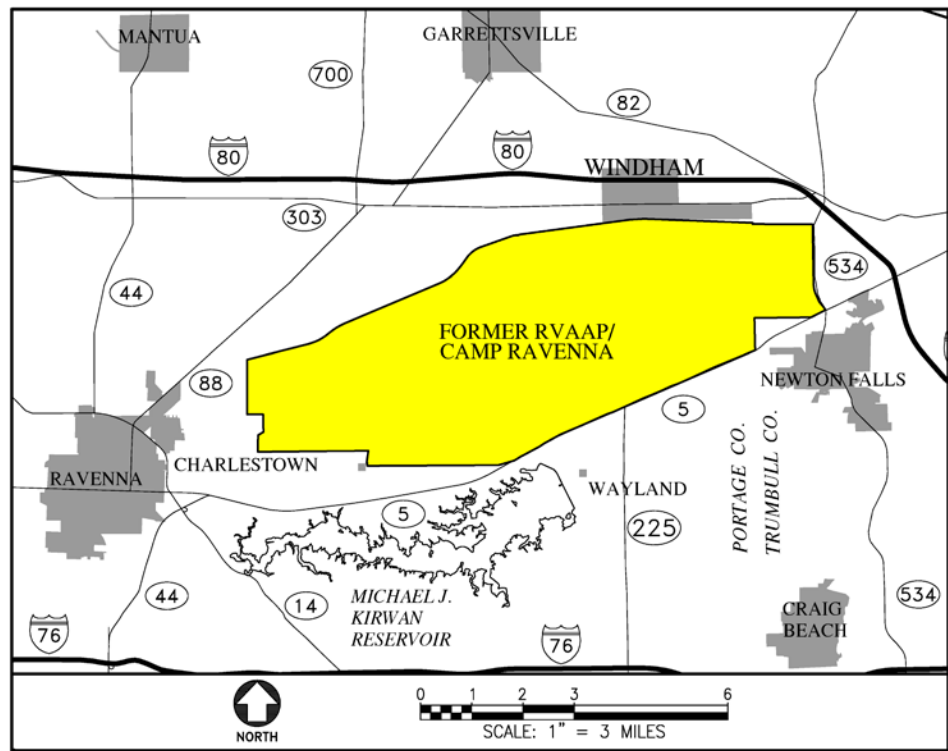 MANTUA
GARRETTSVILLE
700
82
80
80
WINDHAM
303
534
44
FORMER RVAAP/
CAMP RAVENNA
88
NEWTON FALLS
5
CHARLESTOWN
RAVENNA
WAYLAND
PORTAGE CO.
TRUMBULL CO.
5
225
44
14
MICHAEL J.
KIRWAN
RESERVOIR
534
CRAIG
BEACH
76
76
NORTH
0 1 2 3 6
SCALE: 1" = 3 MILES